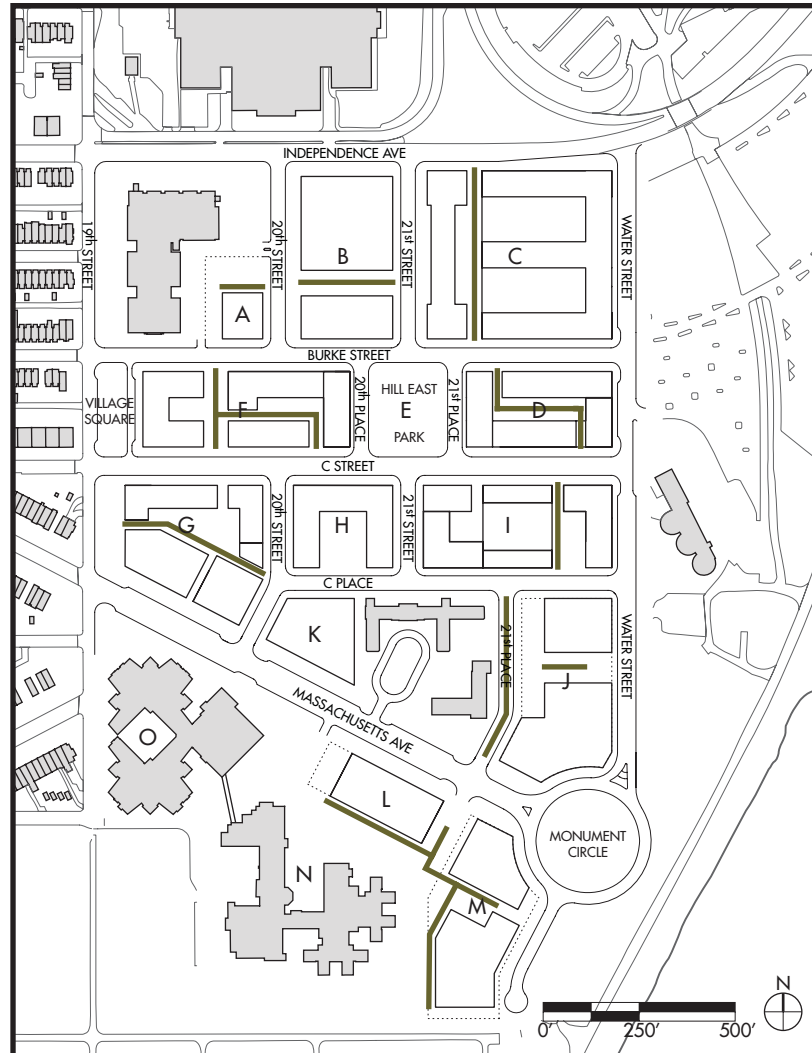 INDEPENDENCE AVE
19th STREET
20th STREET
B
21st STREET
C
WATER STREET
A
BURKE STREET
VILLAGE
SQUARE
F
20th PLACE
HILL EAST
E
PARK
21st PLACE
D
C STREET
G
20th STREET
H
21st STREET
I
C PLACE
K
21st PLACE
J
WATER STREET
MASSACHUSETTS AVE
O
L
MONUMENT
CIRCLE
N
M
N
0' 250' 500'